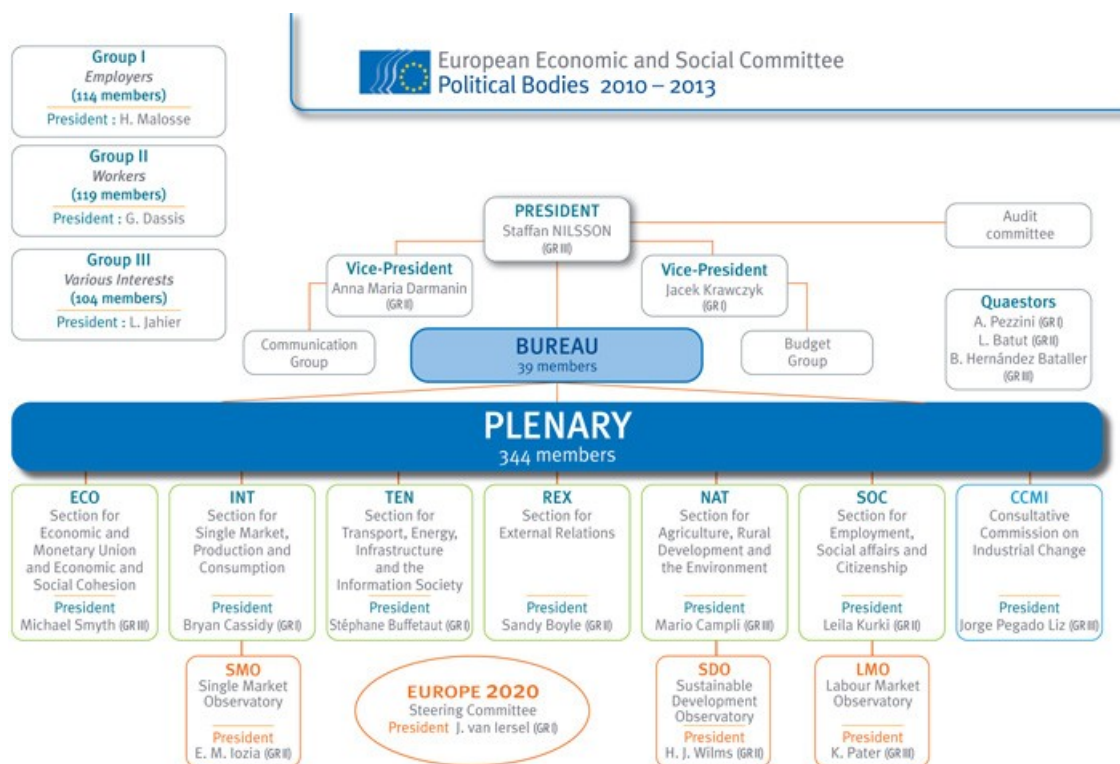 European Economic and Social Committee
Political Bodies 2010 – 2013
Group I
Employers
(114 members)
President : H. Malosse
Group II
Workers
(119 members)
President : G. Dassis
Group III
Various Interests
(104 members)
President : L. Jahier
PRESIDENT
Staffan NILSSON
(GR III)
Audit
committee
Vice-President
Anna Maria Darmanin
(GR II)
Vice-President
Jacek Krawczyk
(GR I)
Communication
Group
BUREAU
39 members
Budget
Group
Quaestors
A. Pezzini (GR I)
L. Batut (GR II)
B. Hernández Bataller
(GR III)
PLENARY
344 members
ECO
Section for
Economic and
Monetary Union
and Economic and
Social Cohesion
President
Michael Smyth (GR III)
INT
Section for
Single Market,
Production and
Consumption
President
Bryan Cassidy (GR I)
TEN
Section for
Transport, Energy,
Infrastructure
and the
Information Society
President
Stéphane Buffetaut (GR I)
REX
Section for
External Relations
President
Sandy Boyle (GR II)
NAT
Section for
Agriculture, Rural
Development and
the Environment
President
Mario Campli (GR III)
SOC
Section for
Employment,
Social affairs and
Citizenship
President
Leila Kurki (GR II)
CCMI
Consultative
Commission on
Industrial Change
President
Jorge Pegado Liz (GR III)
SMO
Single Market
Observatory
President
E. M. Iozia (GR II)
EUROPE 2020
Steering Committee
President J. van Iersel (GR I)
SDO
Sustainable
Development
Observatory
President
H. J. Wilms (GR II)
LMO
Labour Market
Observatory
President
K. Pater (GR III)